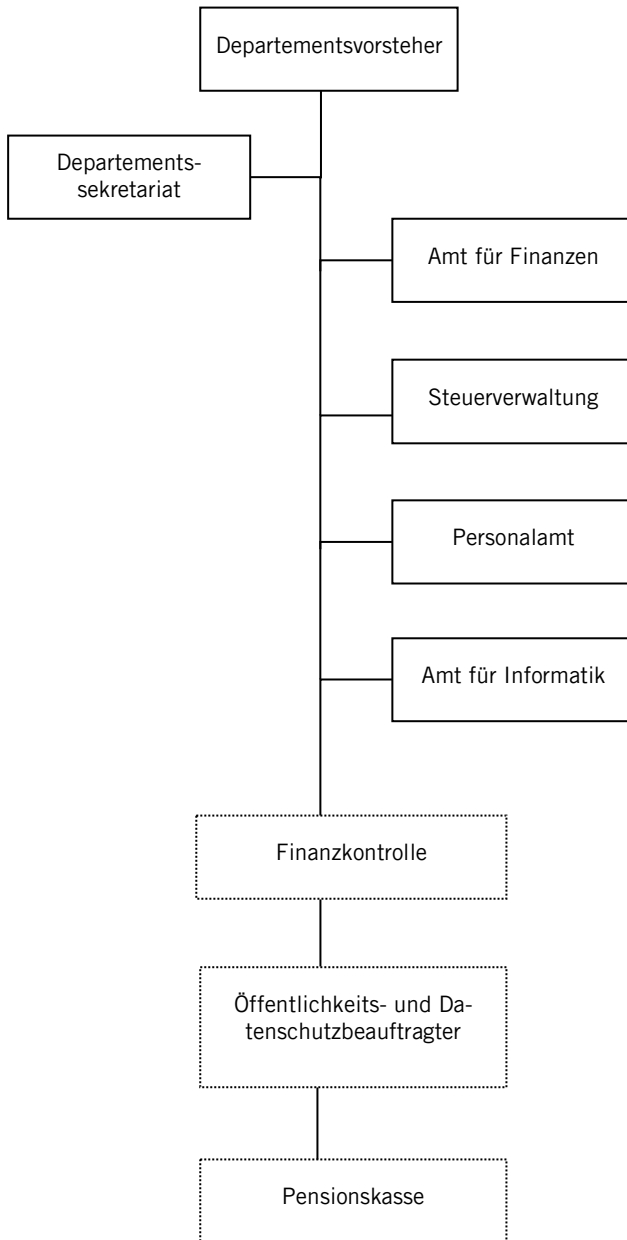 Departementsvorsteher
Departements-
sekretariat
Amt für Finanzen
Steuerverwaltung
Personalamt
Amt für Informatik
Finanzkontrolle
Öffentlichkeits- und Da-
tenschutzbeauftragter
Pensionskasse